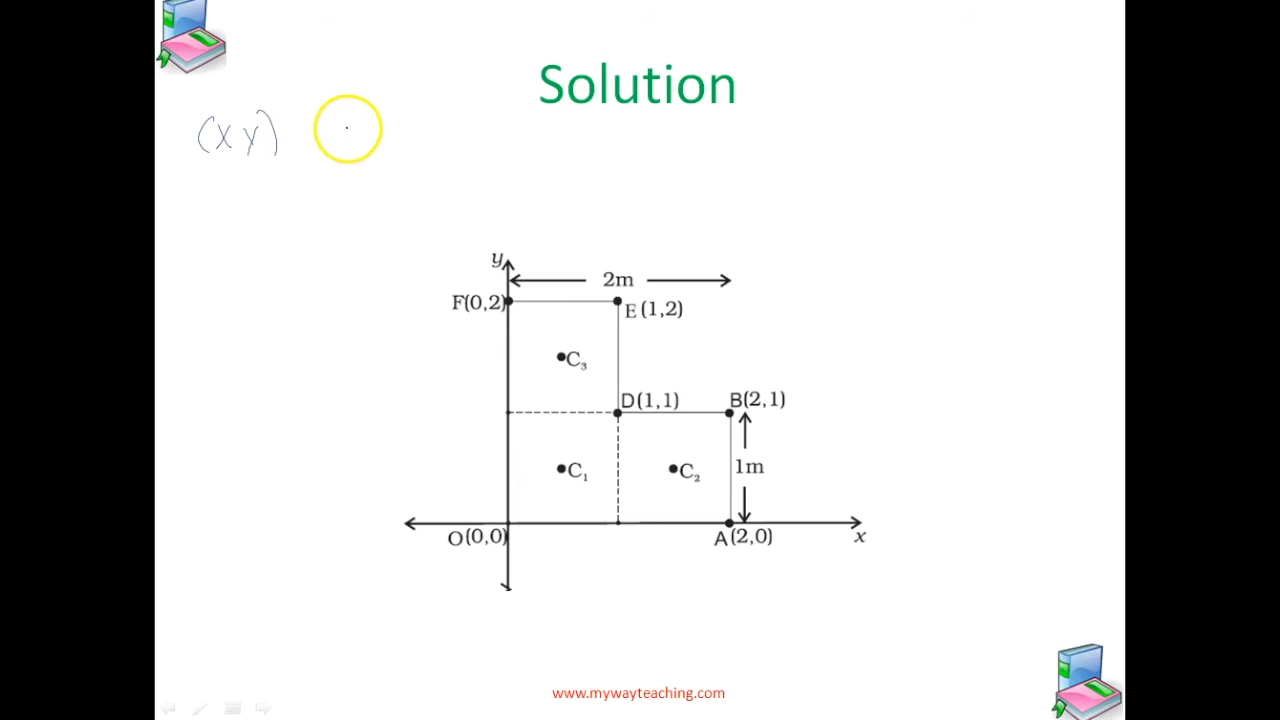 Solution
(X Y)
y
2m
F(0,2)
E(1,2)
C₃
D(1,1)
B(2,1)
C₁
C₂
1m
O(0,0)
A(2,0)
x
www.mywayteaching.com